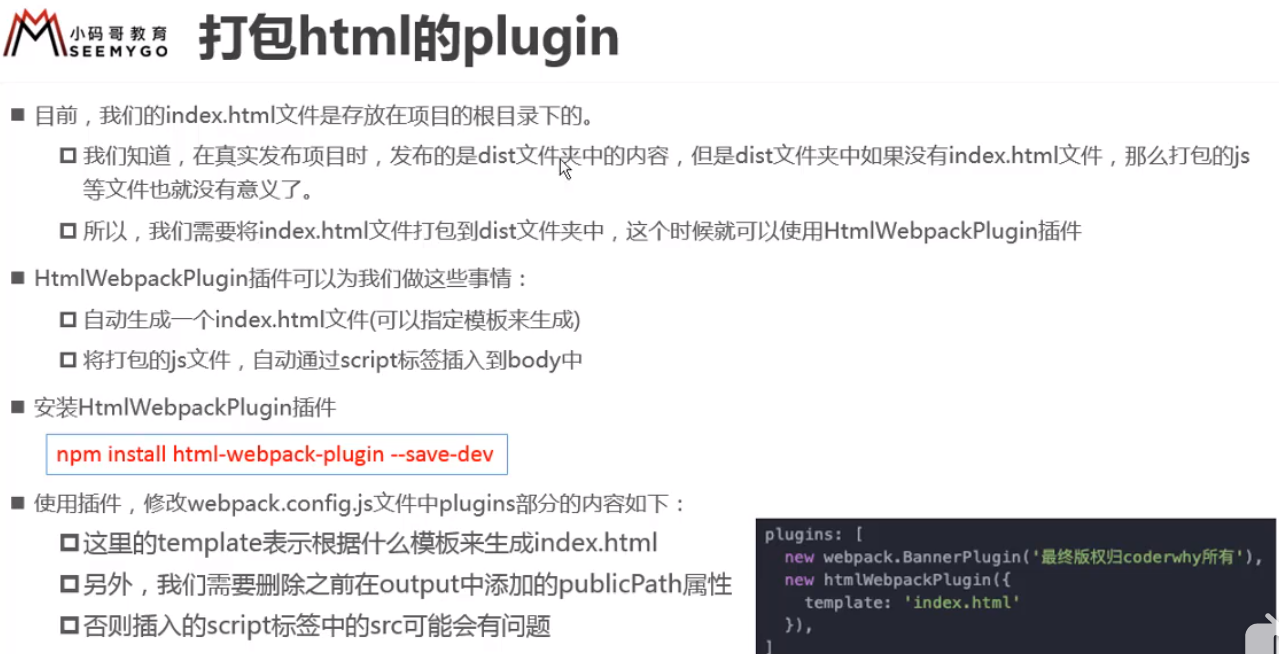 小码哥教育
SEEMYGO
打包html的plugin
目前，我们的index.html文件是存放在项目的根目录下的。
我们知道，在真实发布项目时，发布的是dist文件夹中的内容，但是dist文件夹中如果没有index.html文件，那么打包的js
等文件也就没有意义了。
所以，我们需要将index.html文件打包到dist文件夹中，这个时候就可以使用HtmlWebpackPlugin插件
HtmlWebpackPlugin插件可以为我们做这些事情：
自动生成一个index.html文件(可以指定模板来生成)
将打包的js文件，自动通过script标签插入到body中
安装HtmlWebpackPlugin插件
npm install html-webpack-plugin --save-dev
使用插件，修改webpack.config.js文件中plugins部分的内容如下：
这里的template表示根据什么模板来生成index.html
另外，我们需要删除之前在output中添加的publicPath属性
否则插入的script标签中的src可能会有问题
plugins: [
new webpack.BannerPlugin('最终版权归coderwhy所有'),
new htmlWebpackPlugin({
template: 'index.html'
}),
]